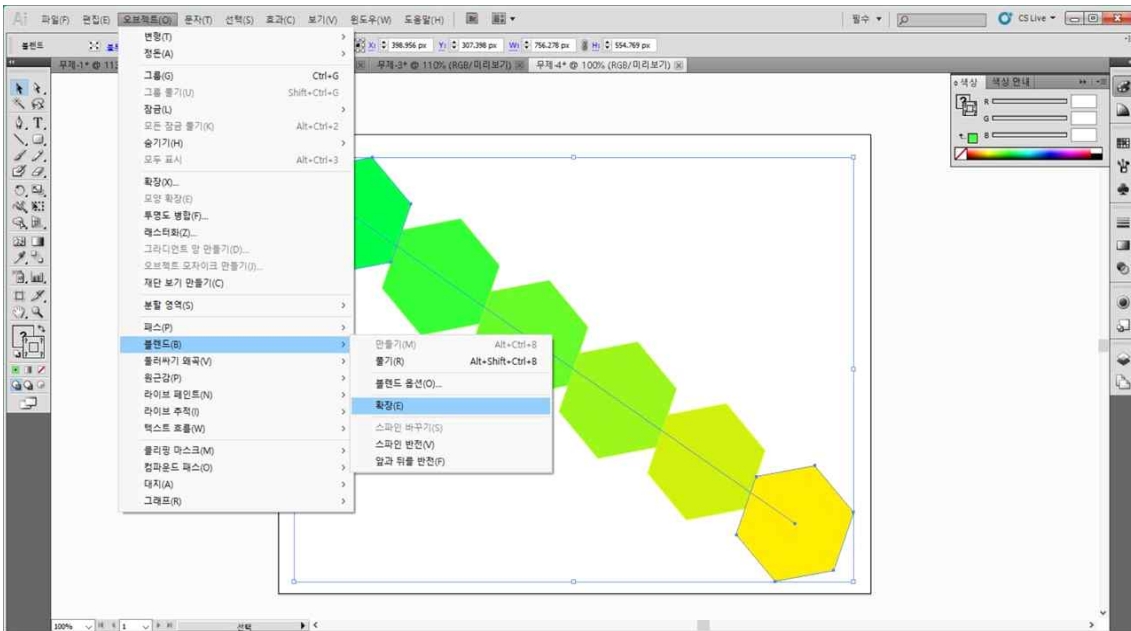 Ai 파일(F) 편집(E) 오브젝트(O) 문자(T) 선택(S) 효과(C) 보기(V) 윈도우(W) 도움말(H) Br 필수 CS Live
블렌드 X: 398.956 px Y: 307.398 px W: 756.278 px H: 554.769 px
무제-1* @ 무제-3* @ 110% (RGB/미리보기) 무제-4* @ 100% (RGB/미리보기)
변형(T)
정돈(A)
그룹(G) Ctrl+G
그룹 풀기(U) Shift+Ctrl+G
잠금(L)
모든 잠금 풀기(K) Alt+Ctrl+2
숨기기(H)
모두 표시 Alt+Ctrl+3
확장(X)...
모양 확장(E)
투명도 병합(F)...
래스터화(Z)...
그라디언트 망 만들기(D)...
오브젝트 모자이크 만들기(J)...
재단 보기 만들기(C)
분할 영역(S)
패스(P)
블렌드(B)
둘러싸기 왜곡(V)
원근감(P)
라이브 페인트(N)
라이브 추적(I)
텍스트 흐름(W)
클리핑 마스크(M)
컴파운드 패스(O)
대지(A)
그래프(R)
만들기(M) Alt+Ctrl+B
풀기(R) Alt+Shift+Ctrl+B
블렌드 옵션(O)...
확장(E)
스파인 바꾸기(S)
스파인 반전(V)
앞과 뒤를 반전(F)
색상 색상 안내
R
G
B
100% 1 선택